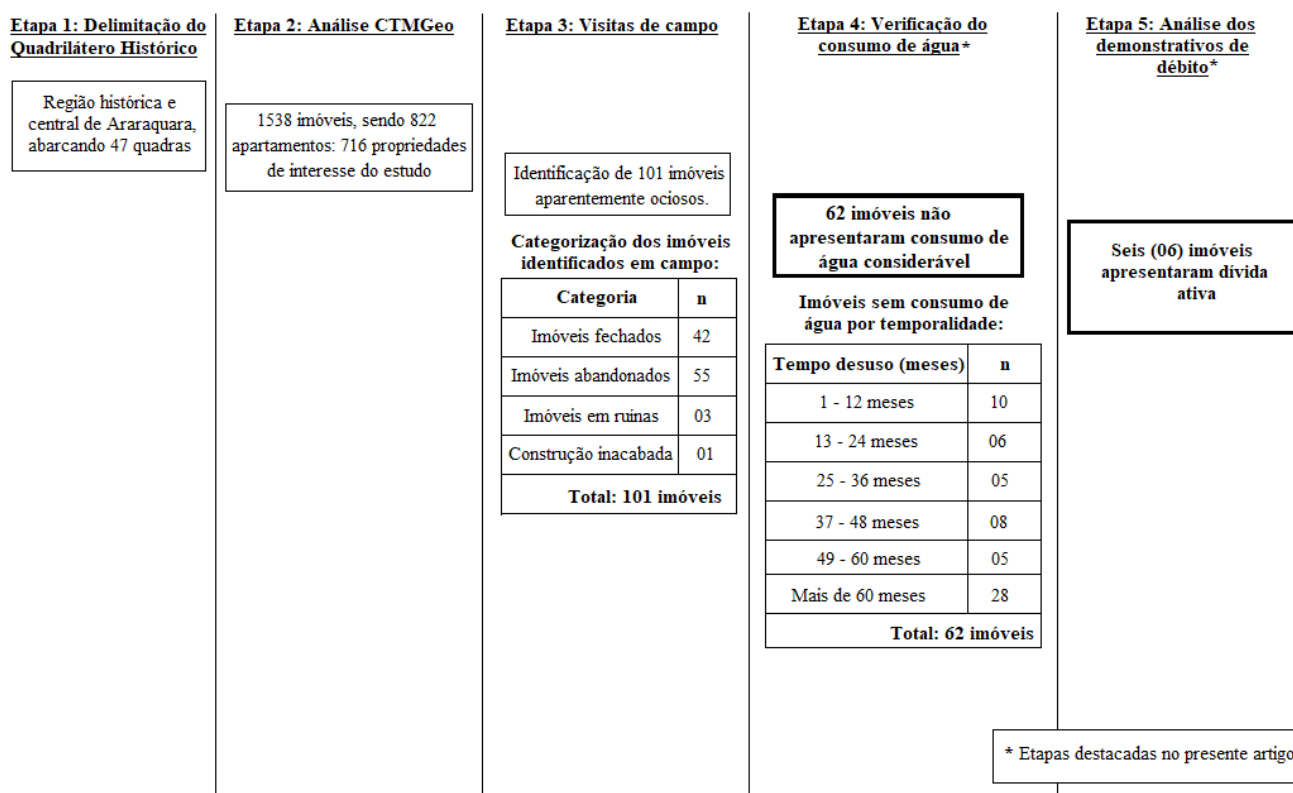 Etapa 1: Delimitação do
Quadrilátero Histórico
Região histórica e
central de Araraquara,
abarcando 47 quadras
Etapa 2: Análise CTMGeo
1538 imóveis, sendo 822
apartamentos: 716 propriedades
de interesse do estudo
Etapa 3: Visitas de campo
Identificação de 101 imóveis
aparentemente ociosos.
Categorização dos imóveis
identificados em campo:
Categoria n
Imóveis fechados 42
Imóveis abandonados 55
Imóveis em ruínas 03
Construção inacabada 01
Total: 101 imóveis
Etapa 4: Verificação do
consumo de água*
62 imóveis não
apresentaram consumo de
água considerável
Imóveis sem consumo de
água por temporalidade:
Tempo desuso (meses) n
1 - 12 meses 10
13 - 24 meses 06
25 - 36 meses 05
37 - 48 meses 08
49 - 60 meses 05
Mais de 60 meses 28
Total: 62 imóveis
Etapa 5: Análise dos
demonstrativos de
débito*
Seis (06) imóveis
apresentaram dívida
ativa
* Etapas destacadas no presente artigo